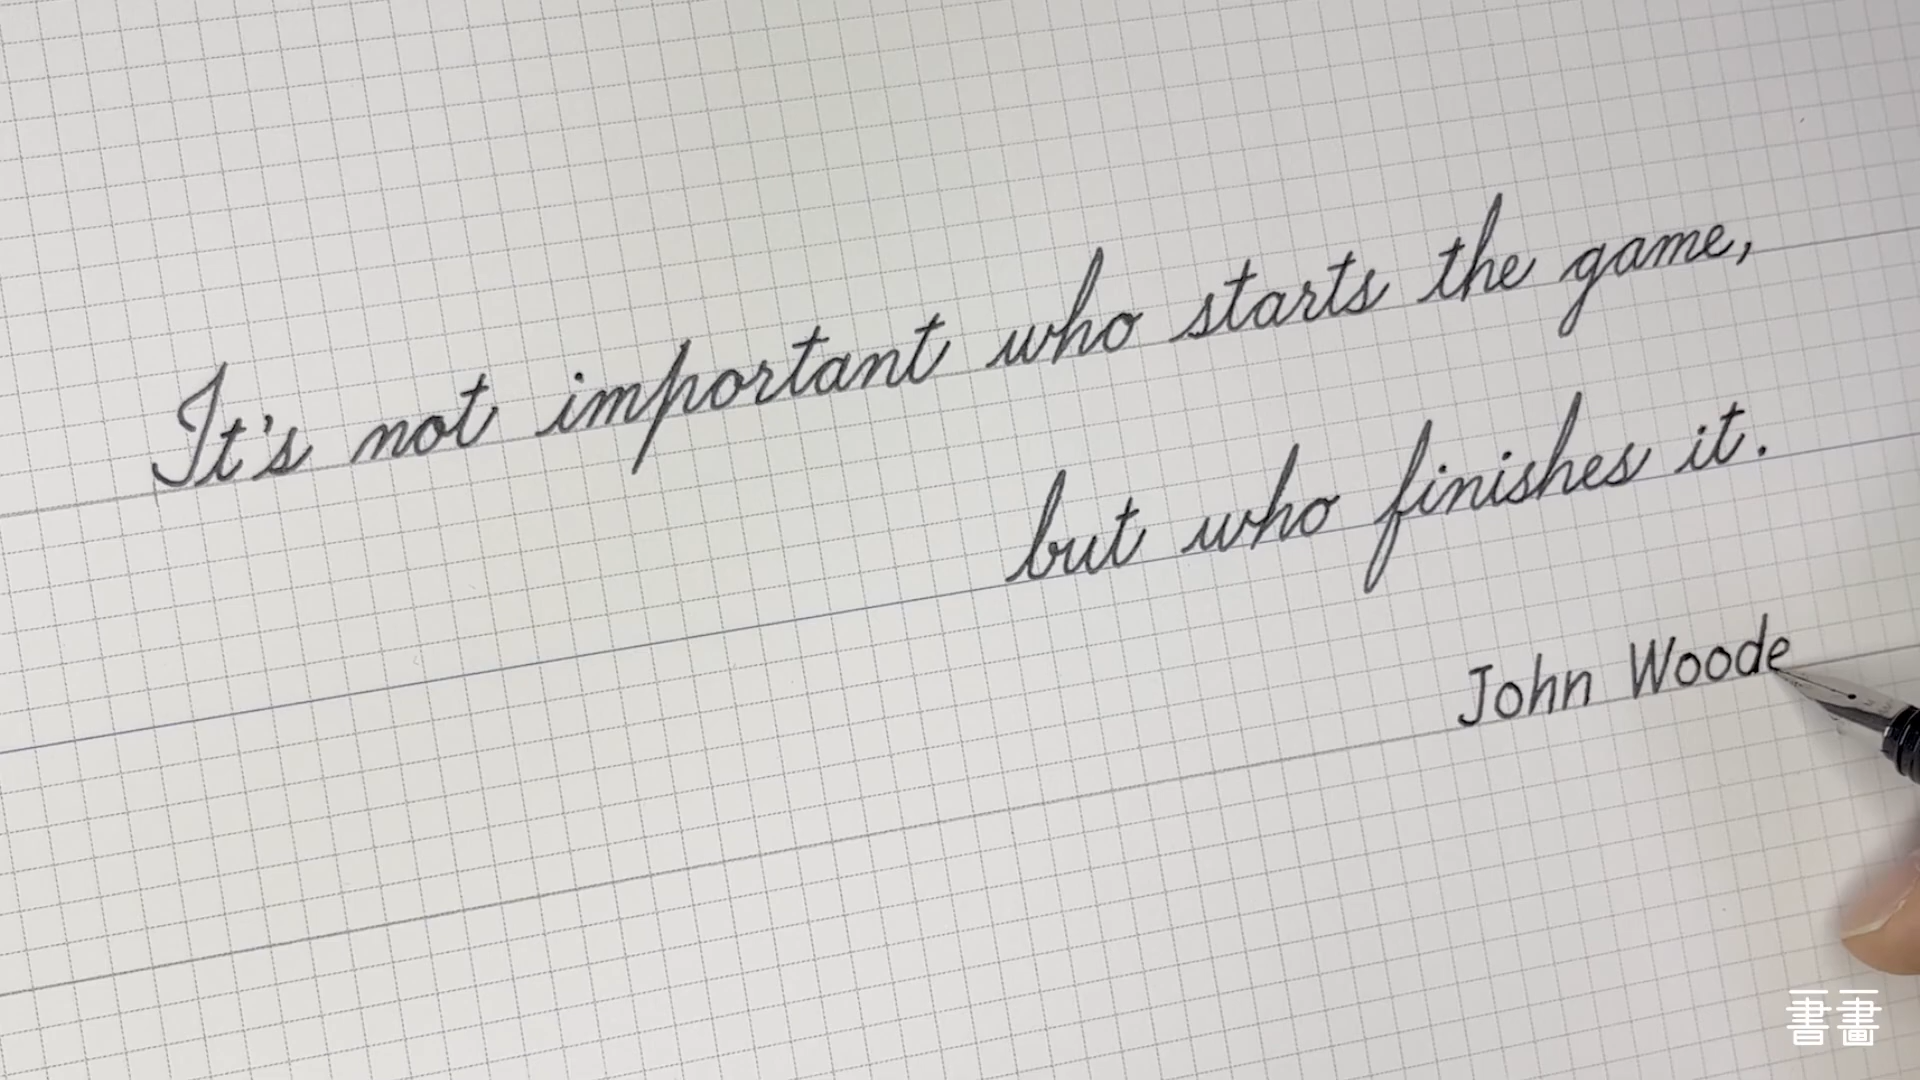 It's not important who starts the game,
but who finishes it.
John Woode
書畫